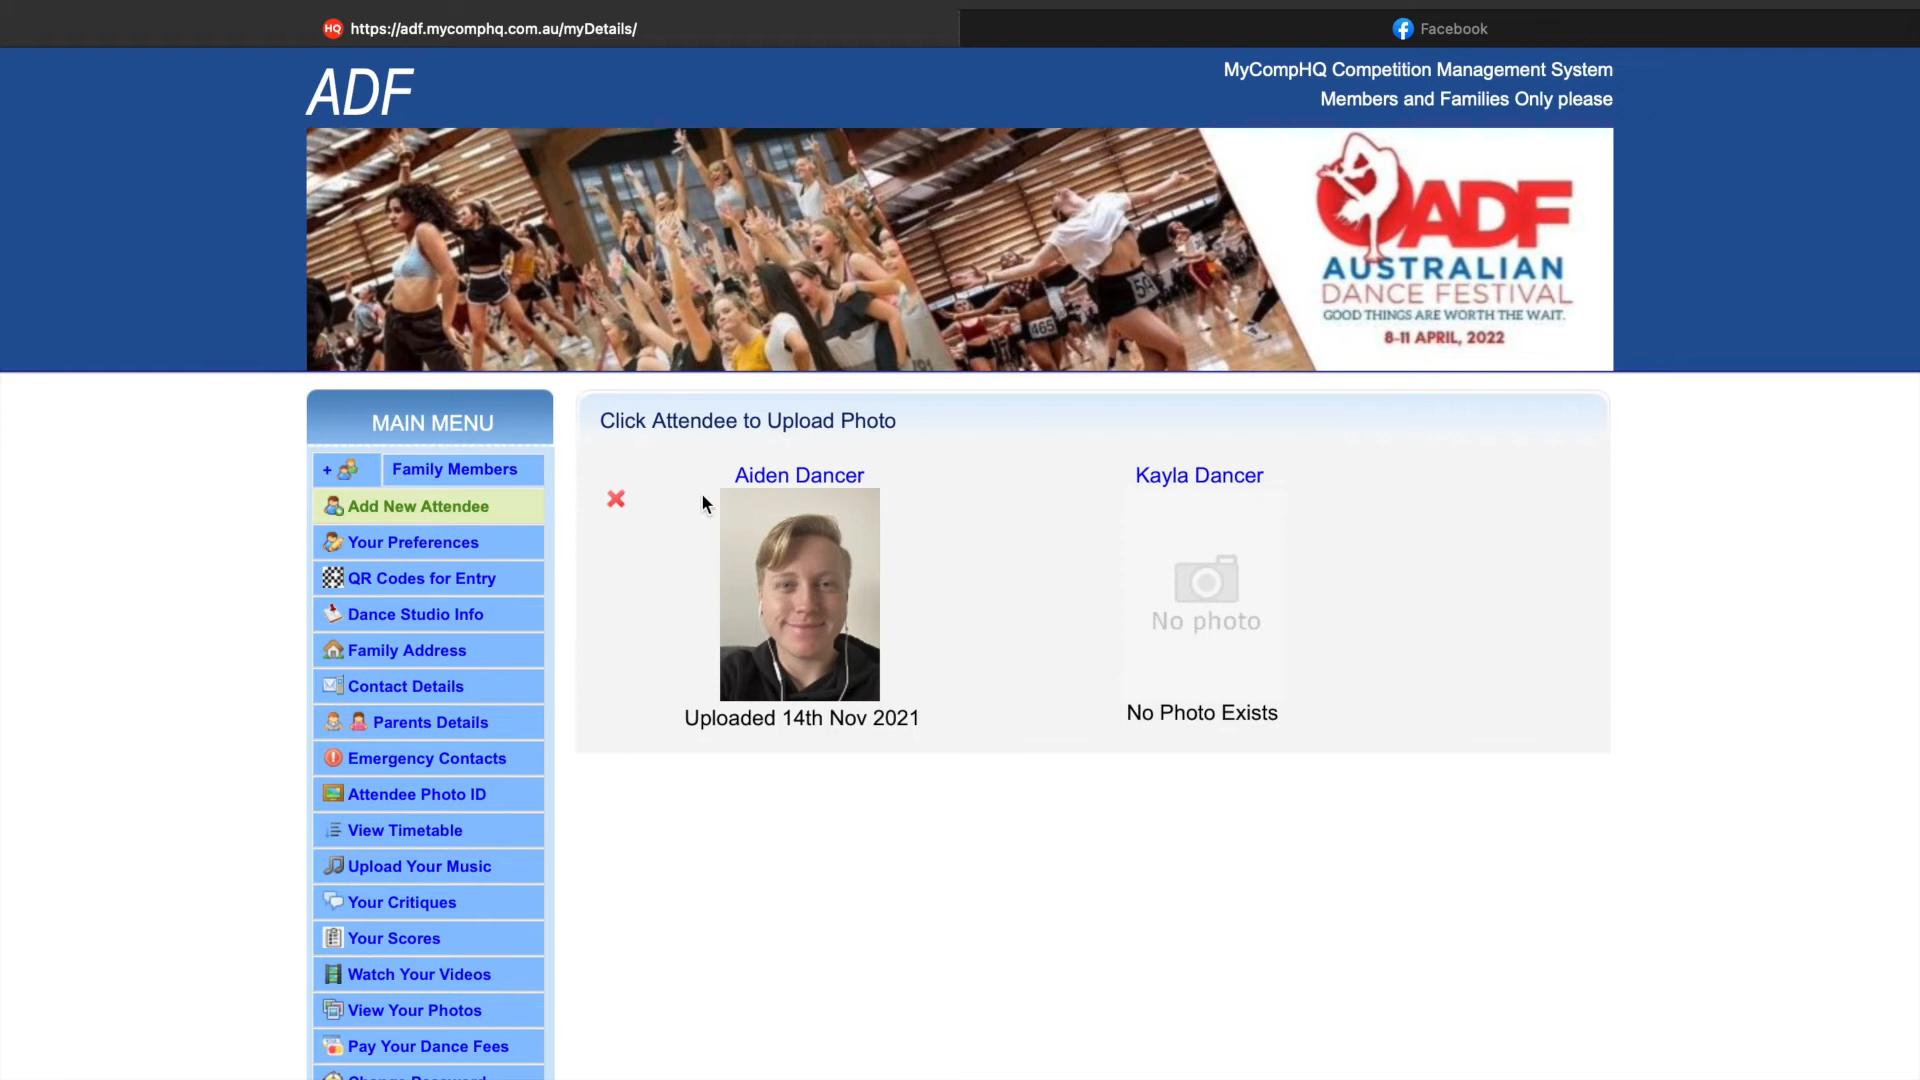 HQ https://adf.mycomphq.com.au/myDetails/
Facebook
ADF
MyCompHQ Competition Management System
Members and Families Only please
ADF
AUSTRALIAN
DANCE FESTIVAL
GOOD THINGS ARE WORTH THE WAIT.
8-11 APRIL, 2022
465
MAIN MENU
+ Family Members
Add New Attendee
Your Preferences
QR Codes for Entry
Dance Studio Info
Family Address
Contact Details
Parents Details
Emergency Contacts
Attendee Photo ID
View Timetable
Upload Your Music
Your Critiques
Your Scores
Watch Your Videos
View Your Photos
Pay Your Dance Fees
Change Password
Click Attendee to Upload Photo
Aiden Dancer
Uploaded 14th Nov 2021
Kayla Dancer
No photo
No Photo Exists